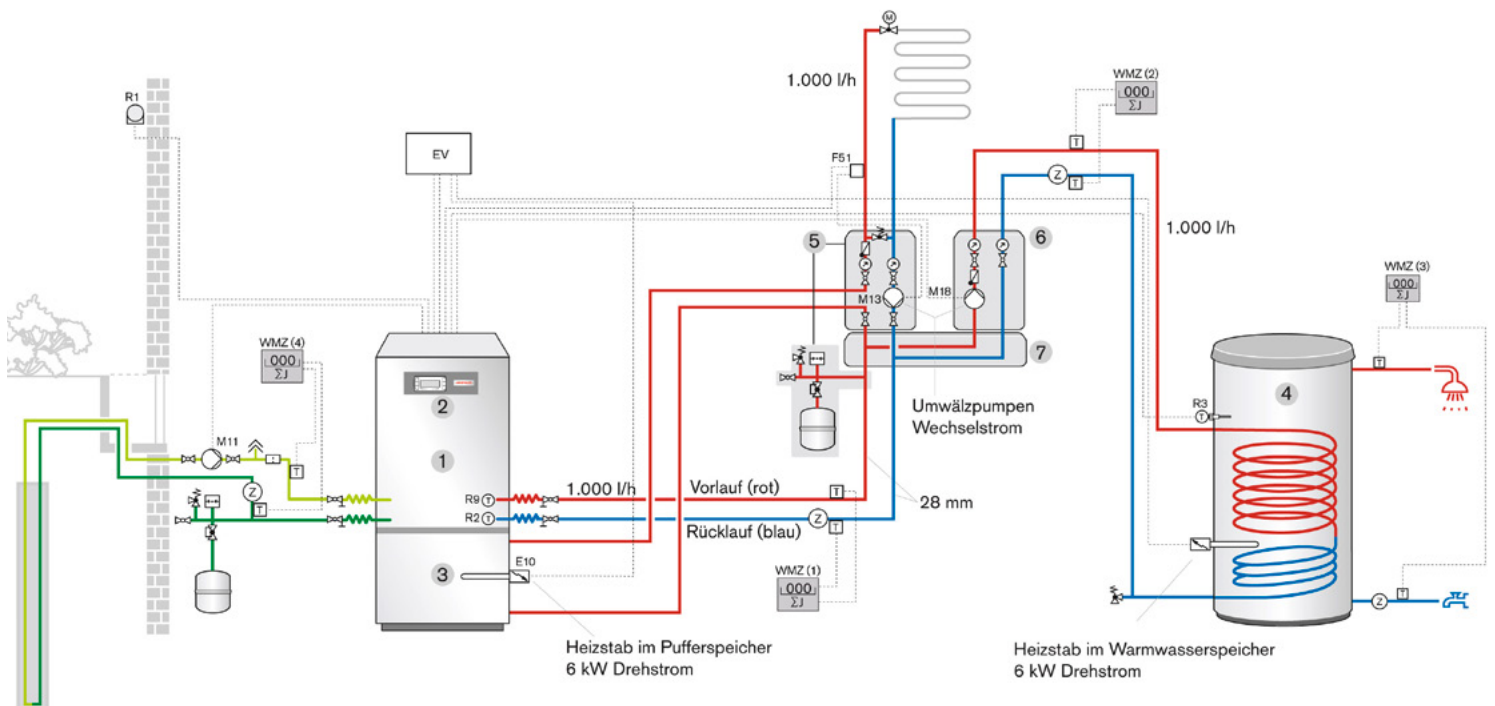 M
1.000 l/h
WMZ (2)
000
ΣJ
R1
EV
F51
1.000 l/h
5
6
WMZ (3)
000
ΣJ
M13
M18
WMZ (4)
000
ΣJ
7
2
4
Umwälzpumpen
Wechselstrom
R3
T
M11
1
T
Z
T
Z
T
T
T
R9 T
1.000 l/h
Vorlauf (rot)
T
28 mm
R2 T
Rücklauf (blau)
Z
T
3
E10
WMZ (1)
000
ΣJ
T
Z
Heizstab im Pufferspeicher
6 kW Drehstrom
Heizstab im Warmwasserspeicher
6 kW Drehstrom